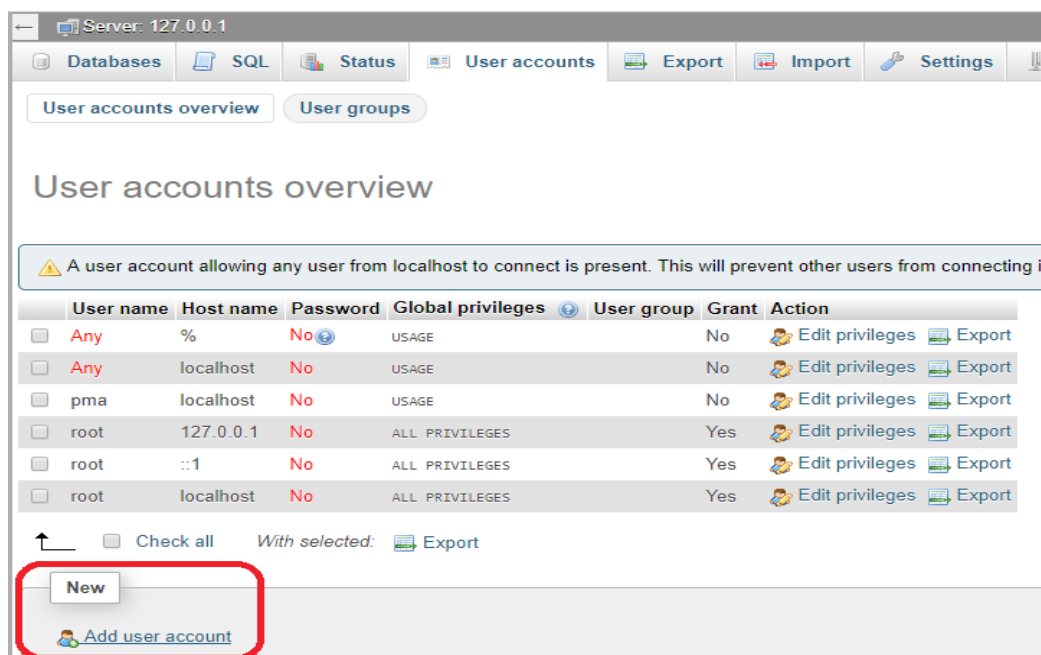 Server: 127.0.0.1
Databases SQL Status User accounts Export Import Settings
User accounts overview User groups
User accounts overview
A user account allowing any user from localhost to connect is present. This will prevent other users from connecting i
User name Host name Password Global privileges User group Grant Action
Any % No USAGE No Edit privileges Export
Any localhost No USAGE No Edit privileges Export
pma localhost No USAGE No Edit privileges Export
root 127.0.0.1 No ALL PRIVILEGES Yes Edit privileges Export
root ::1 No ALL PRIVILEGES Yes Edit privileges Export
root localhost No ALL PRIVILEGES Yes Edit privileges Export
Check all With selected: Export
New
Add user account